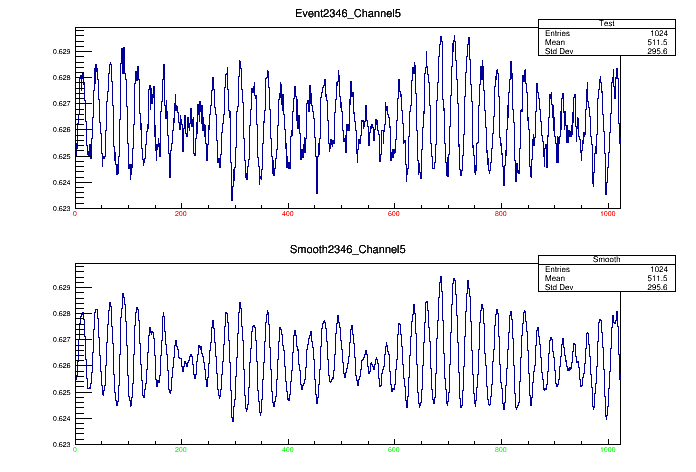 Event2346_Channel5
Test
Entries 1024
Mean 511.5
Std Dev 295.6
0.629
0.628
0.627
0.626
0.625
0.624
0.623
0 200 400 600 800 1000
Smooth2346_Channel5
Smooth
Entries 1024
Mean 511.5
Std Dev 295.6
0.629
0.628
0.627
0.626
0.625
0.624
0.623
0 200 400 600 800 1000